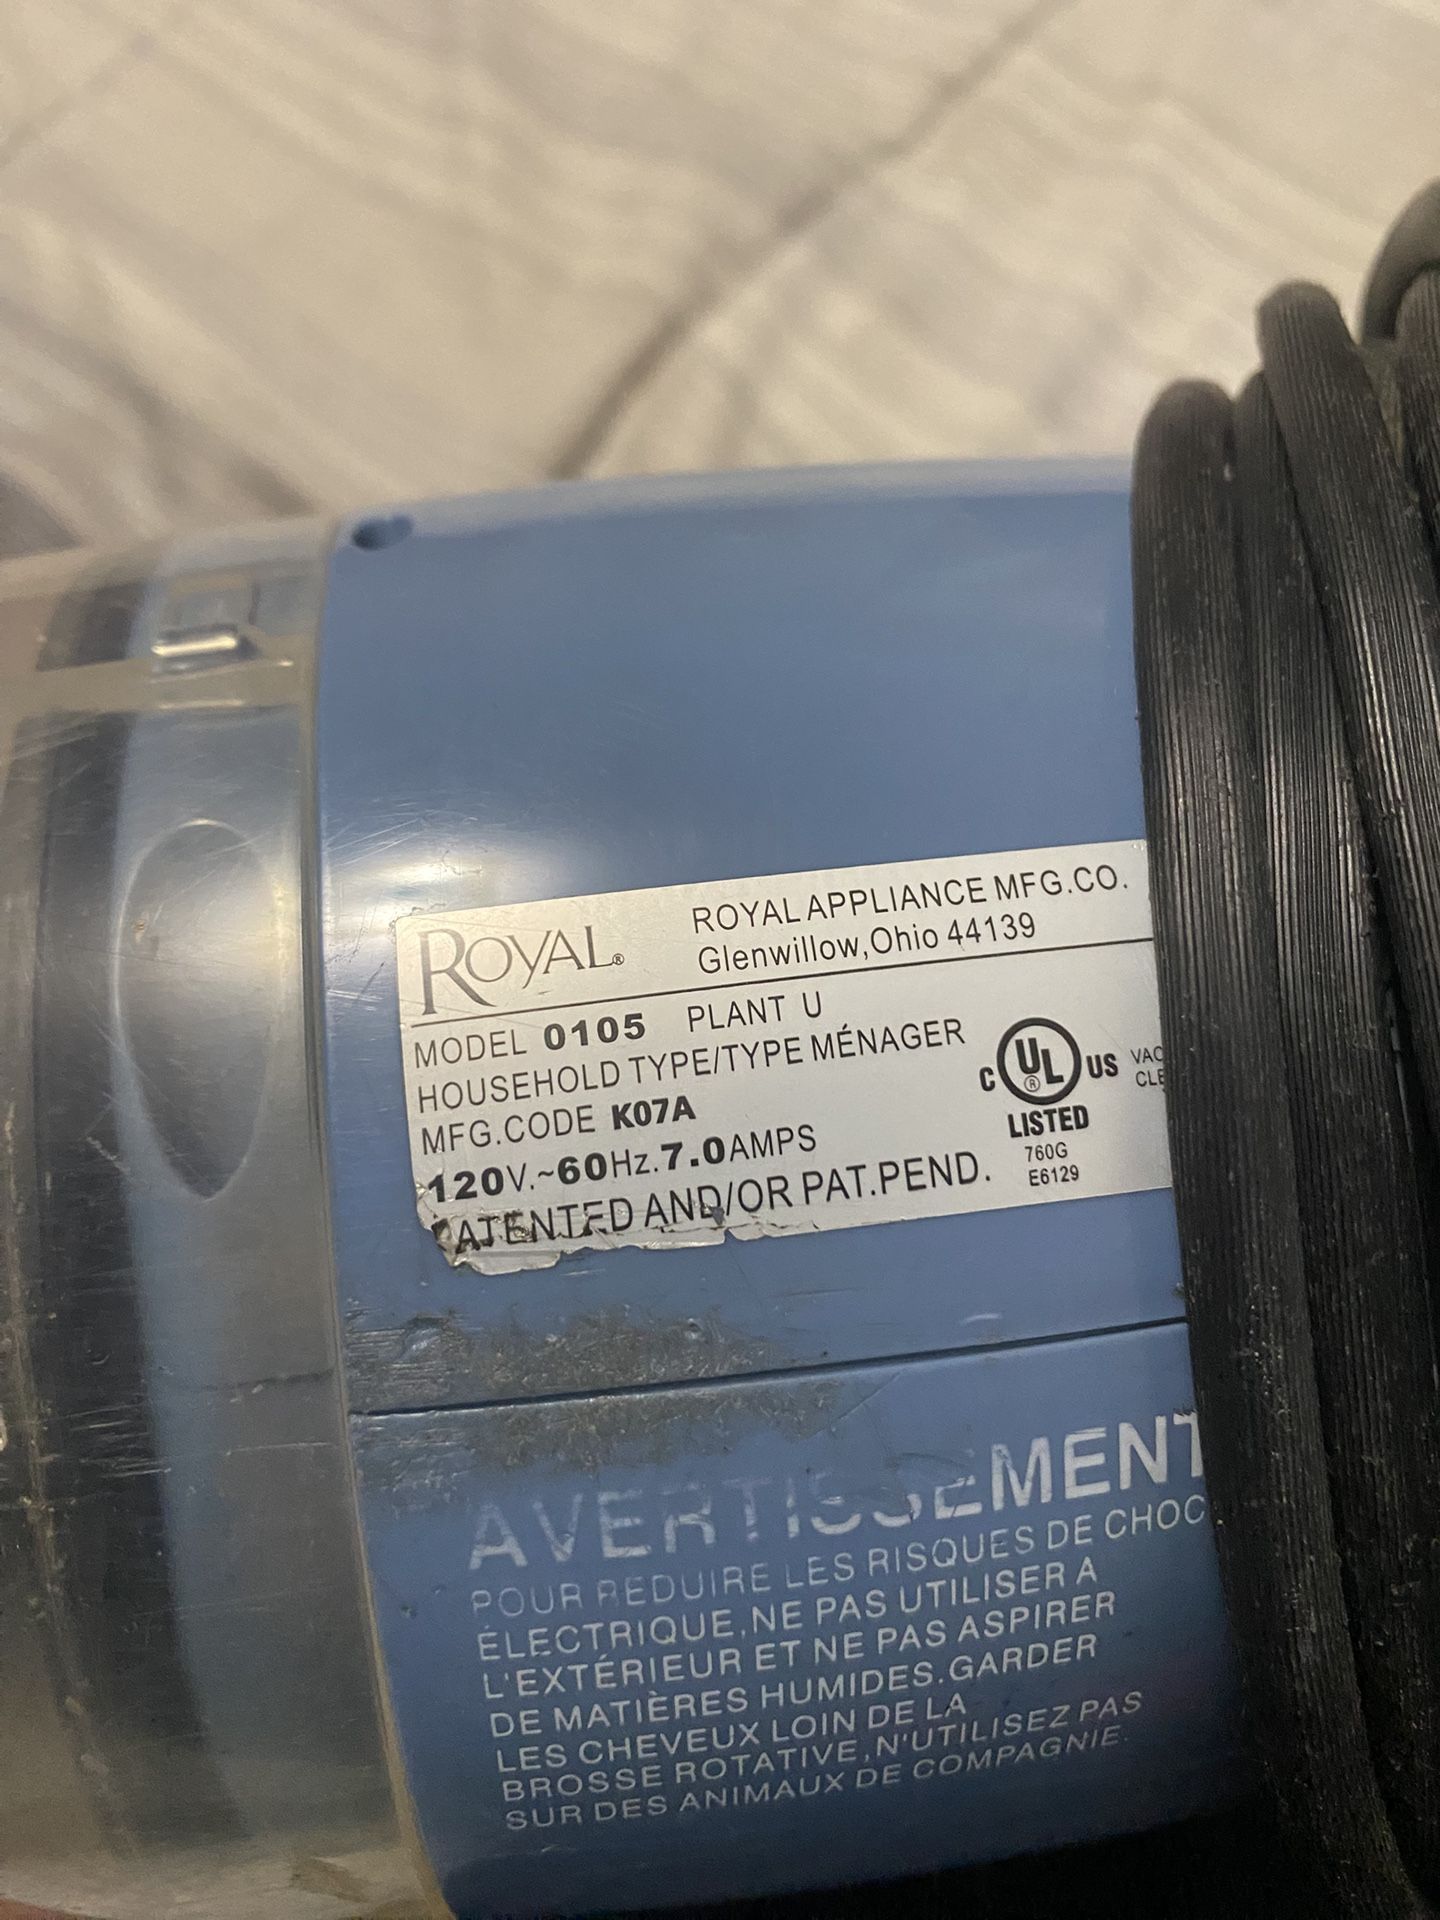 ROYAL®
ROYAL APPLIANCE MFG.CO.
Glenwillow,Ohio 44139
MODEL 0105 PLANT U
HOUSEHOLD TYPE/TYPE MÉNAGER
MFG.CODE K07A
120V.~60Hz.7.0AMPS
PATENTED AND/OR PAT.PEND.
C UL® US
LISTED
760G
E6129
VAC
CLE
AVERTISSEMENT
POUR REDUIRE LES RISQUES DE CHOC
ÉLECTRIQUE,NE PAS UTILISER A
L'EXTÉRIEUR ET NE PAS ASPIRER
DE MATIÈRES HUMIDES.GARDER
LES CHEVEUX LOIN DE LA
BROSSE ROTATIVE,N'UTILISEZ PAS
SUR DES ANIMAUX DE COMPAGNIE.